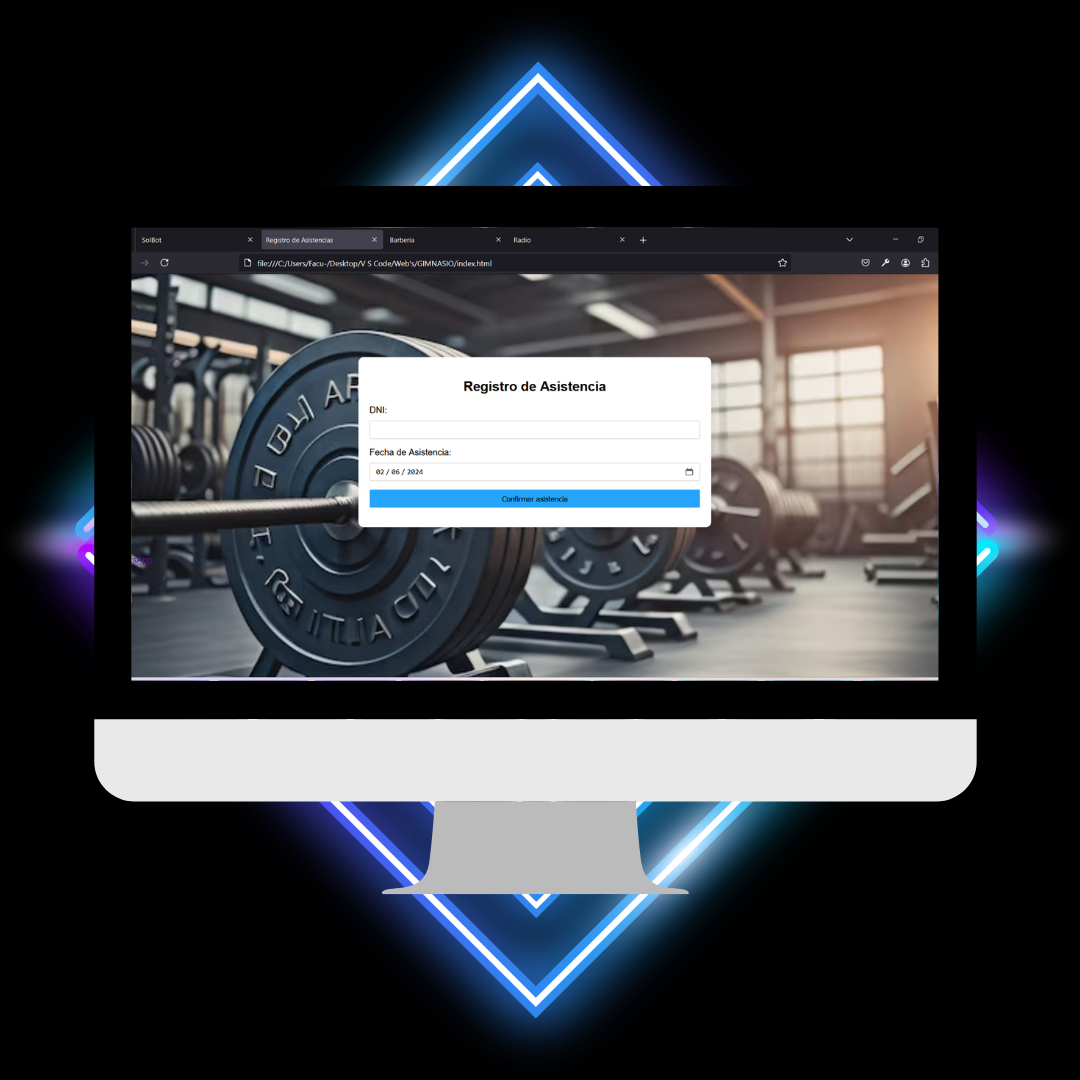 SolBot
Registro de Asistencias
Barberia
Radio
file:///C:/Users/Facu-/Desktop/V S Code/Web's/GIMNASIO/index.html
Registro de Asistencia
DNI:
Fecha de Asistencia:
02 / 06 / 2024
Confirmar asistencia